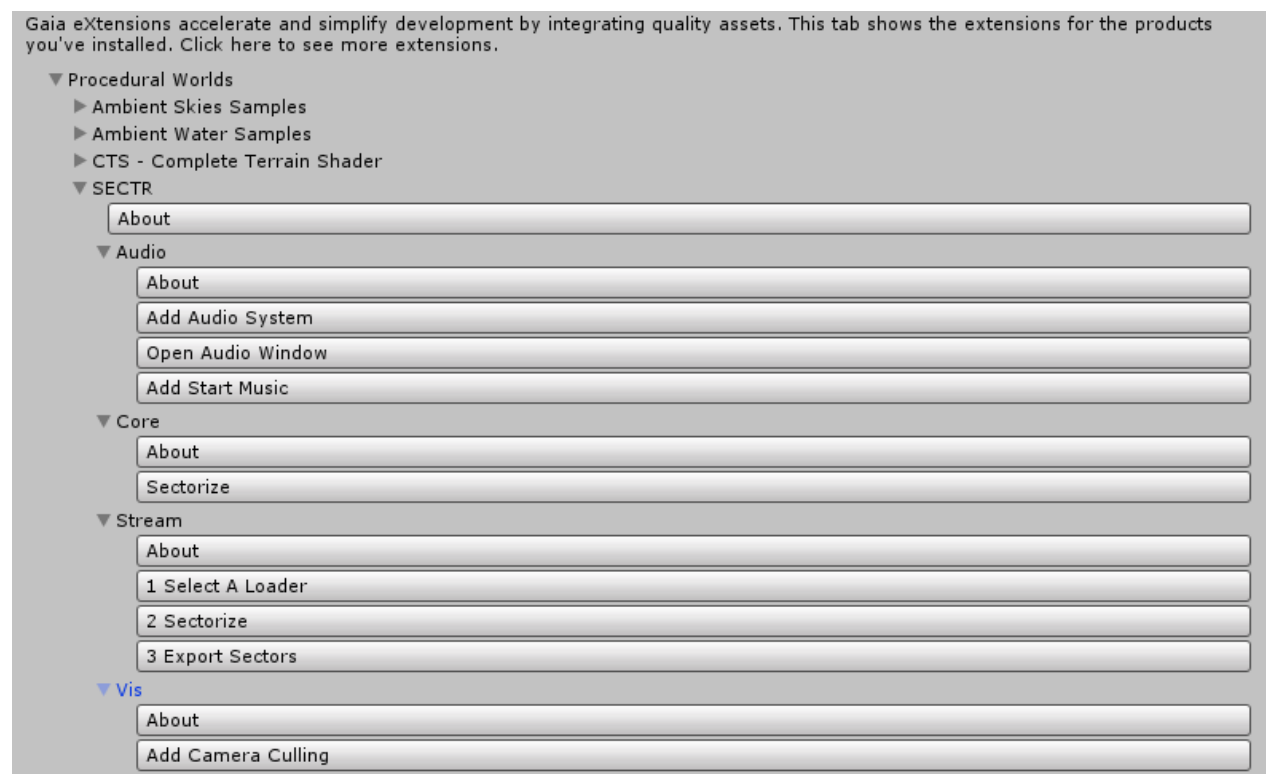 Gaia eXtensions accelerate and simplify development by integrating quality assets. This tab shows the extensions for the products
you've installed. Click here to see more extensions.
Procedural Worlds
Ambient Skies Samples
Ambient Water Samples
CTS - Complete Terrain Shader
SECTR
About
Audio
About
Add Audio System
Open Audio Window
Add Start Music
Core
About
Sectorize
Stream
About
1 Select A Loader
2 Sectorize
3 Export Sectors
Vis
About
Add Camera Culling